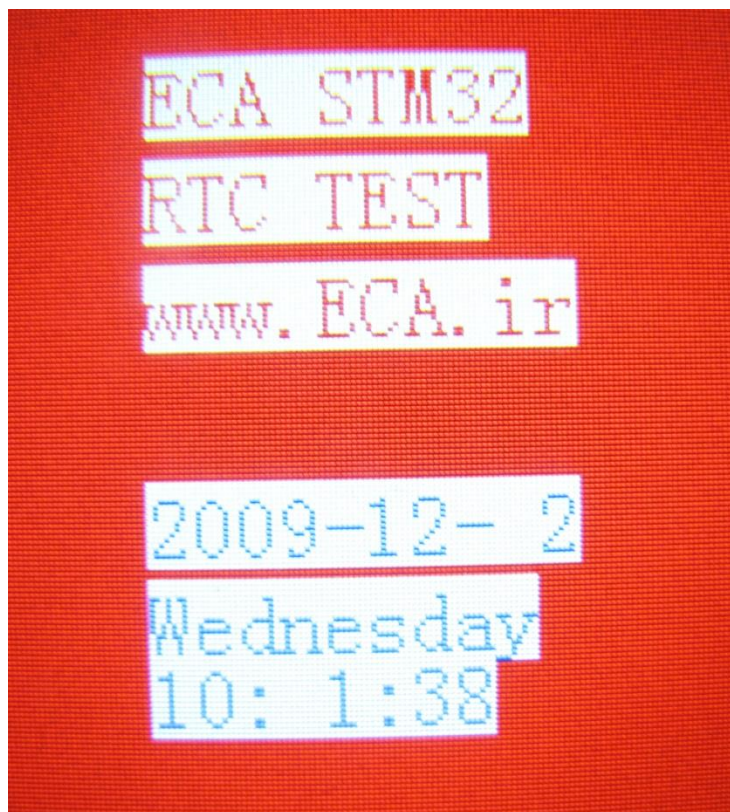 ECA STM32
RTC TEST
www.ECA.ir
2009-12- 2
Wednesday
10: 1:38